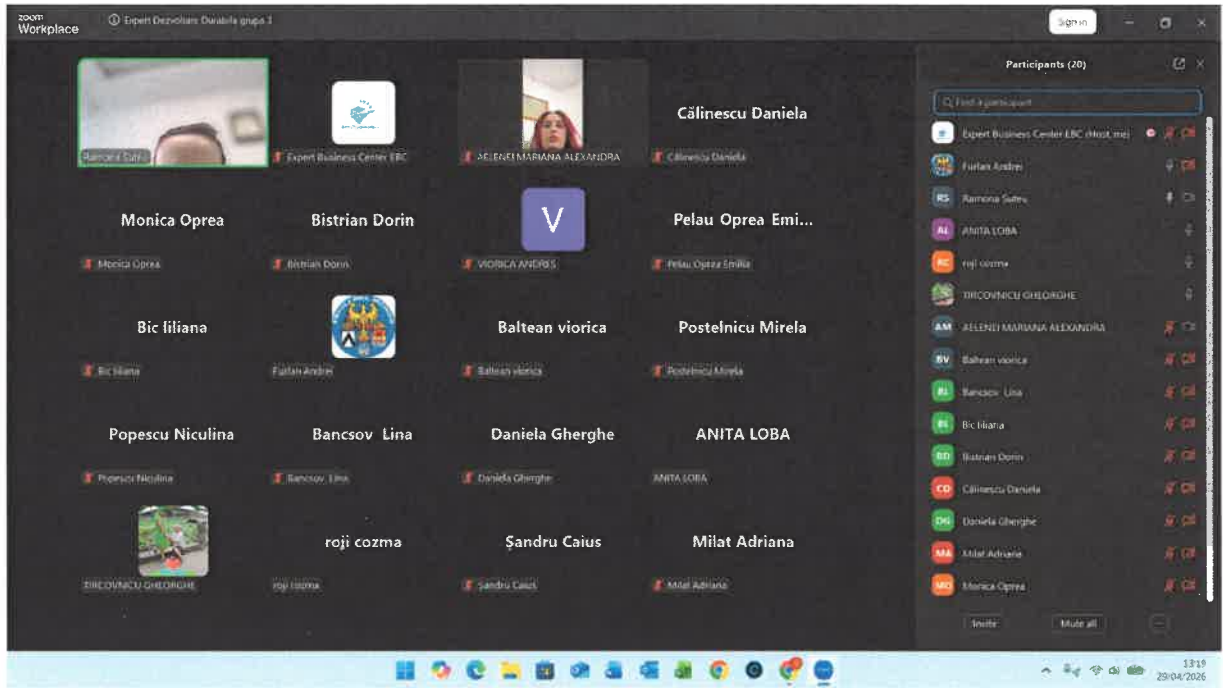 zoom
Workplace
Expert Dezvoltare Durabila grupa 1
Sign in
Participants (20)
Find a participant
Călinescu Daniela
Expert Business Center EBC
AELENEI MARIANA ALEXANDRA
Călinescu Daniela
Monica Oprea
Bistrian Dorin
V
Pelau Oprea Emi...
Monica Oprea
Bistrian Dorin
VIORICA ANDRES
Pelau Oprea Emilia
Bic liliana
Baltean viorica
Postelnicu Mirela
Bic liliana
Furlan Andrei
Baltean viorica
Postelnicu Mirela
Popescu Niculina
Bancsov Lina
Daniela Gherghe
ANITA LOBA
Popescu Niculina
Bancsov Lina
Daniela Gherghe
ANITA LOBA
roji cozma
Șandru Caius
Milat Adriana
TIRCOVNICU GHEORGHE
roji cozma
Șandru Caius
Milat Adriana
Expert Business Center EBC (Host, me)
Furlan Andrei
RS Ramona Suteu
AL ANITA LOBA
RC roji cozma
TIRCOVNICU GHEORGHE
AM AELENEI MARIANA ALEXANDRA
BV Baltean viorica
BL Bancsov Lina
BL Bic liliana
BD Bistrian Dorin
CD Călinescu Daniela
DG Daniela Gherghe
MA Milat Adriana
MO Monica Oprea
Invite
Mute all
13:19
29/04/2026